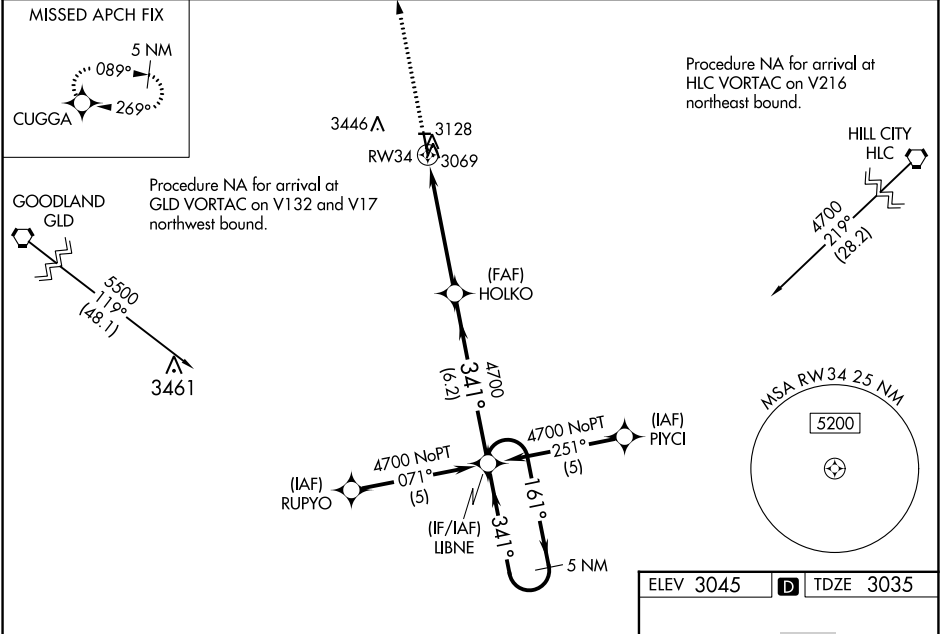 MISSED APCH FIX
5 NM
089°
269°
CUGGA
Procedure NA for arrival at
HLC VORTAC on V216
northeast bound.
3446
3128
RW34
3069
HILL CITY
HLC
4700
219°
(28.2)
Procedure NA for arrival at
GLD VORTAC on V132 and V17
northwest bound.
GOODLAND
GLD
5500
119°
(48.1)
3461
(FAF)
HOLKO
4700
341°
(6.2)
MSA RW34 25 NM
5200
(IAF)
PIYCI
4700 NoPT
251°
(5)
4700 NoPT
071°
(5)
(IAF)
RUPYO
(IF/IAF)
LIBNE
161°
341°
5 NM
ELEV 3045
D
TDZE 3035